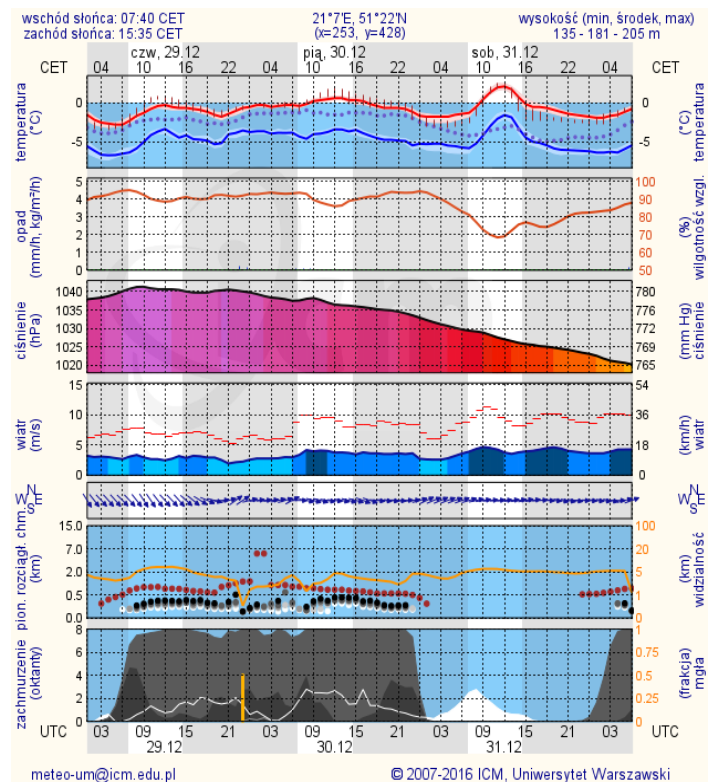 wschód słońca: 07:40 CET 21°7'E, 51°22'N wysokość (min, środek, max)
zachód słońca: 15:35 CET (x=253, y=428) 135 - 181 - 205 m
czw, 29.12 pią, 30.12 sob, 31.12
CET 04 10 16 22 04 10 16 22 04 10 16 22 04 CET
temperatura (°C)
0
-5
0
-5
temperatura (°C)
opad (mm/h, kg/m²/h)
5
4
3
2
1
0
100
90
80
70
60
50
wilgotność wzgl. (%)
ciśnienie (hPa)
1040
1035
1030
1025
1020
780
776
772
769
765
ciśnienie (mm Hg)
wiatr (m/s)
15
10
5
0
54
36
18
0
wiatr (km/h)
N
W E
S
N
W E
S
pion. rozciągł. chm. (km)
15.0
7.0
2.0
0.5
0.0
100
20
5
1
0
widzialność (km)
zachmurzenie (oktanty)
8
6
4
2
0
1
0.75
0.5
0.25
0
mgła (frakcja)
UTC 03 09 15 21 03 09 15 21 03 09 15 21 03 UTC
29.12 30.12 31.12
meteo-um@icm.edu.pl © 2007-2016 ICM, Uniwersytet Warszawski